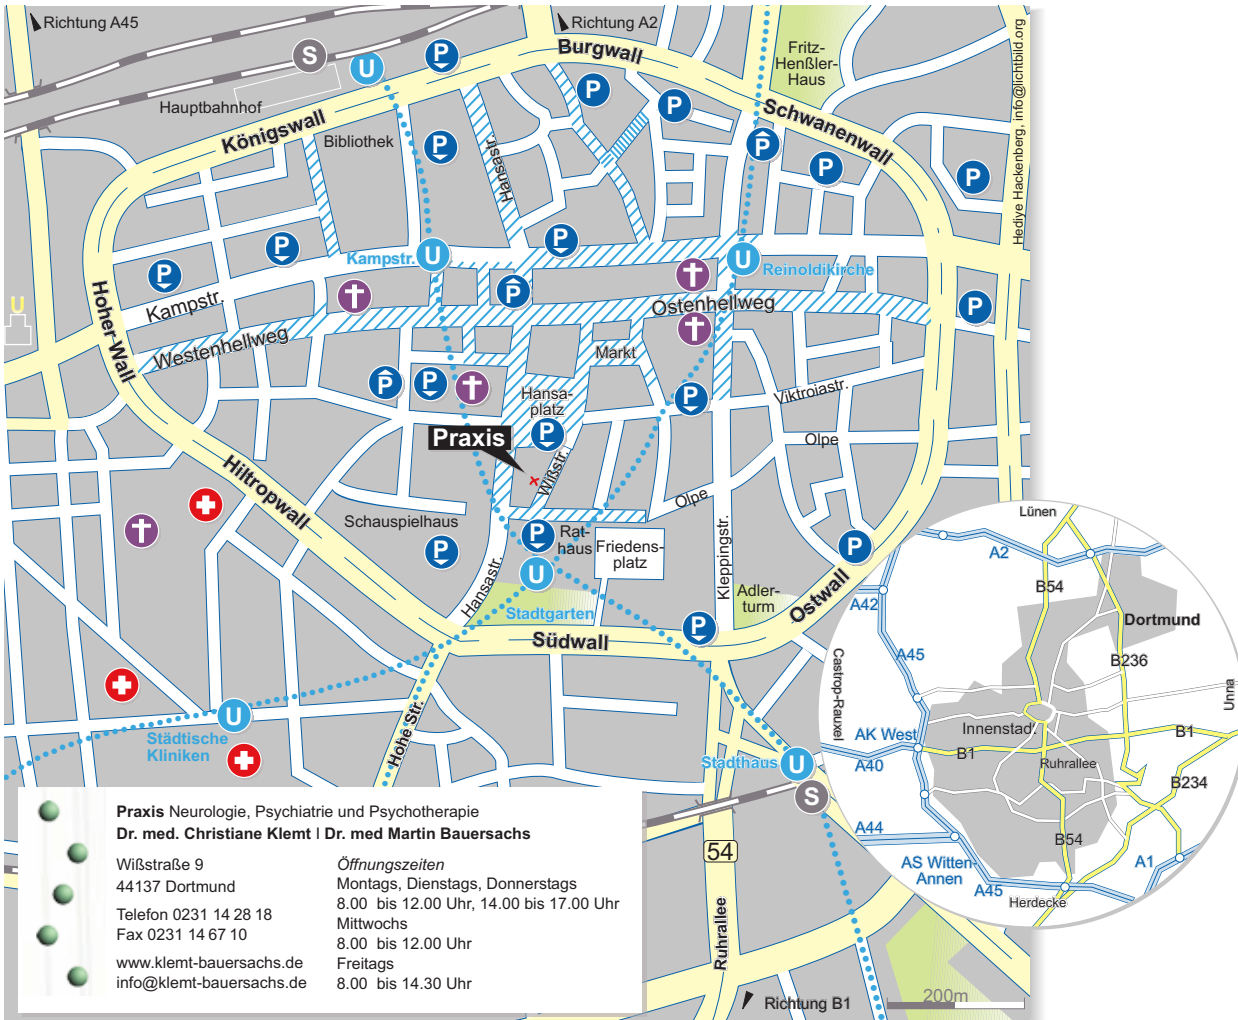 Richtung A45
Richtung A2
Burgwall
Fritz-
Henßler-
Haus
Hediye Hackenberg, info@lichtbild.org
S
U
P
Hauptbahnhof
Königswall
Bibliothek
P
P
P
Schwanenwall
P
P
P
P
Hansastr.
P
P
P
Kampstr.
U
U
Reinoldikirche
Kampstr.
P
P
Ostenhellweg
U
Hoher-Wall
Westenhellweg
Markt
P
P
Hansa-
platz
P
Viktroiastr.
P
Praxis
Wißstr.
Olpe
Hiltropwall
Olpe
Schauspielhaus
P
P
Rat-
haus
Friedens-
platz
Kleppingstr.
P
U
Hansastr.
Stadtgarten
Adler-
turm
Ostwall
Südwall
P
U
Städtische
Kliniken
Hohe Str.
Stadthaus
U
S
54
Ruhrallee
Richtung B1
200m
Lünen
A2
B54
A42
Dortmund
A45
B236
Castrop-Rauxel
Unna
AK West
Innenstadt
B1
B1
A40
Ruhrallee
B234
A44
B54
AS Witten-
Annen
A1
A45
Herdecke
Praxis Neurologie, Psychiatrie und Psychotherapie
Dr. med. Christiane Klemt I Dr. med Martin Bauersachs
Wißstraße 9
44137 Dortmund
Telefon 0231 14 28 18
Fax 0231 14 67 10
www.klemt-bauersachs.de
info@klemt-bauersachs.de
Öffnungszeiten
Montags, Dienstags, Donnerstags
8.00 bis 12.00 Uhr, 14.00 bis 17.00 Uhr
Mittwochs
8.00 bis 12.00 Uhr
Freitags
8.00 bis 14.30 Uhr